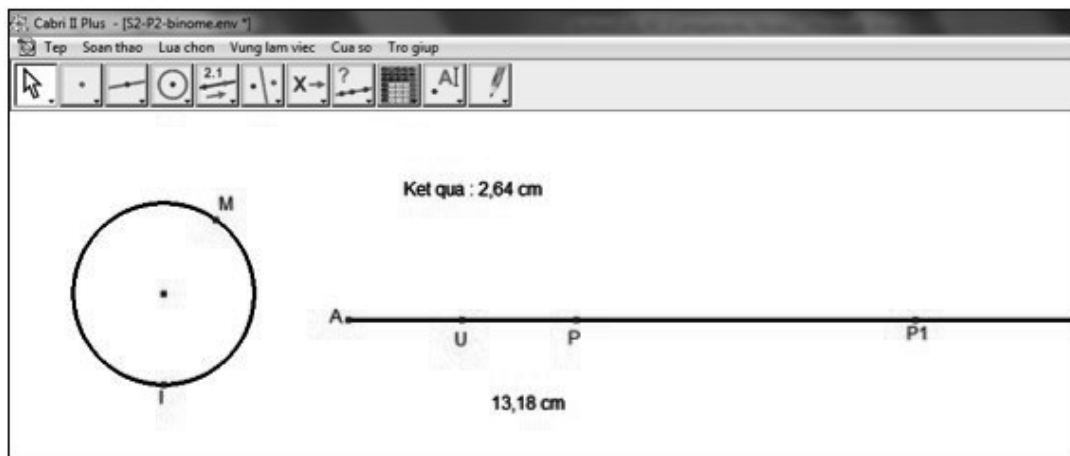 Cabri II Plus - [S2-P2-binome.env *]
Tep Soan thao Lua chon Vung lam viec Cua so Tro giup
2.1 X ? A
Ket qua : 2,64 cm
M
A U P P1
I
13,18 cm